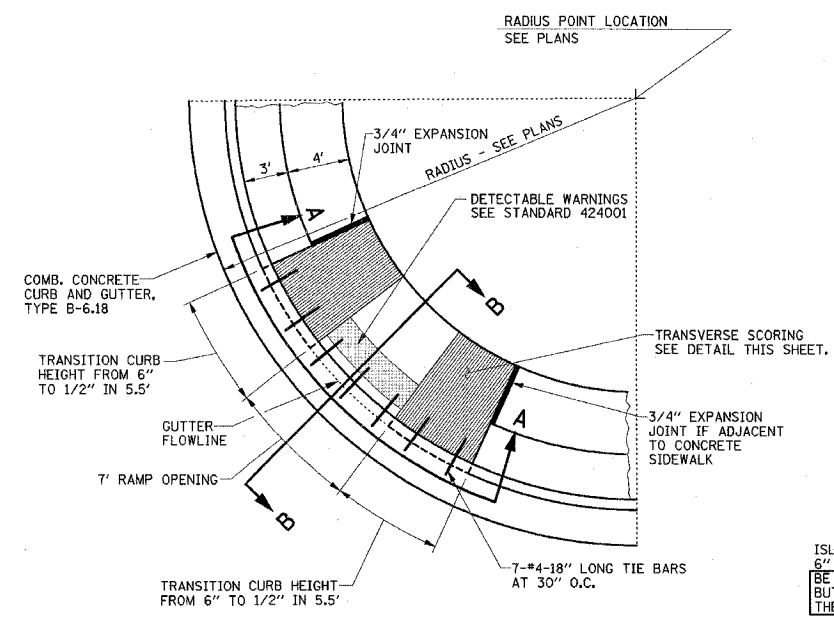 RADIUS POINT LOCATION
SEE PLANS
3/4" EXPANSION
JOINT
RADIUS - SEE PLANS
3'
4'
DETECTABLE WARNINGS
SEE STANDARD 424001
A
B
COMB. CONCRETE
CURB AND GUTTER,
TYPE B-6.18
TRANSITION CURB
HEIGHT FROM 6"
TO 1/2" IN 5.5'
TRANSVERSE SCORING
SEE DETAIL THIS SHEET.
GUTTER
FLOWLINE
3/4" EXPANSION
JOINT IF ADJACENT
TO CONCRETE
SIDEWALK
A
7' RAMP OPENING
B
7-#4-18" LONG TIE BARS
AT 30" O.C.
TRANSITION CURB HEIGHT
FROM 6" TO 1/2" IN 5.5'
6"
BE
BUT
THE